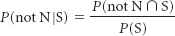 P(not N|S) = P(not N ∩ S) / P(S)